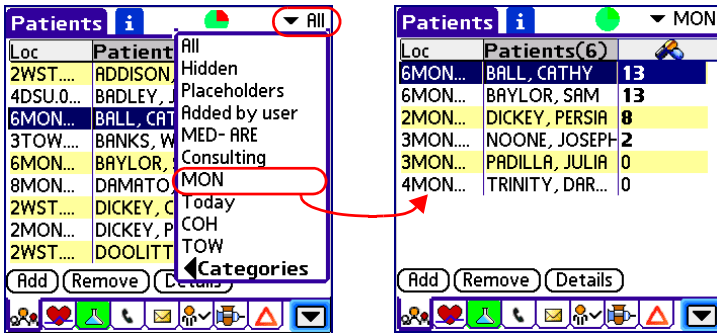 Patients i All
Loc Patient
2WST.... ADDISON,
4DSU.0... BADLEY, J
6MON... BALL, CAT
3TOW.... BANKS, W
6MON... BAYLOR, S
8MON... DAMATO
2WST.... DICKEY, C
2MON... DICKEY, P
2WST.... DOOLITT
All
Hidden
Placeholders
Added by user
MED- ARE
Consulting
MON
Today
COH
TOW
Categories
Add Remove Details
Patients i MON
Loc Patients(6)
6MON... BALL, CATHY 13
6MON... BAYLOR, SAM 13
2MON... DICKEY, PERSIA 8
3MON... NOONE, JOSEPH 2
3MON... PADILLA, JULIA 0
4MON... TRINITY, DAR... 0
Add Remove Details